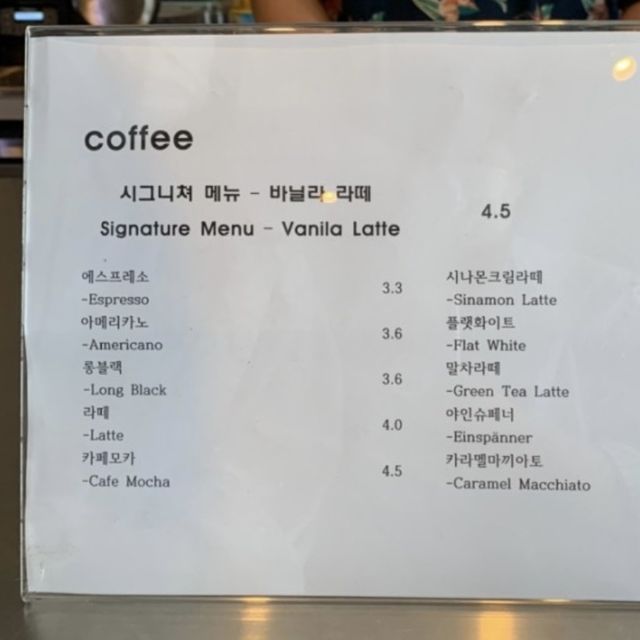 coffee
시그니쳐 메뉴 - 바닐라 라떼
4.5
Signature Menu - Vanila Latte
에스프레소
-Espresso
3.3
아메리카노
-Americano
3.6
롱블랙
-Long Black
3.6
라떼
-Latte
4.0
카페모카
-Cafe Mocha
4.5
시나몬크림라떼
-Sinamon Latte
플랫화이트
-Flat White
말차라떼
-Green Tea Latte
아인슈페너
-Einspänner
카라멜마끼아토
-Caramel Macchiato